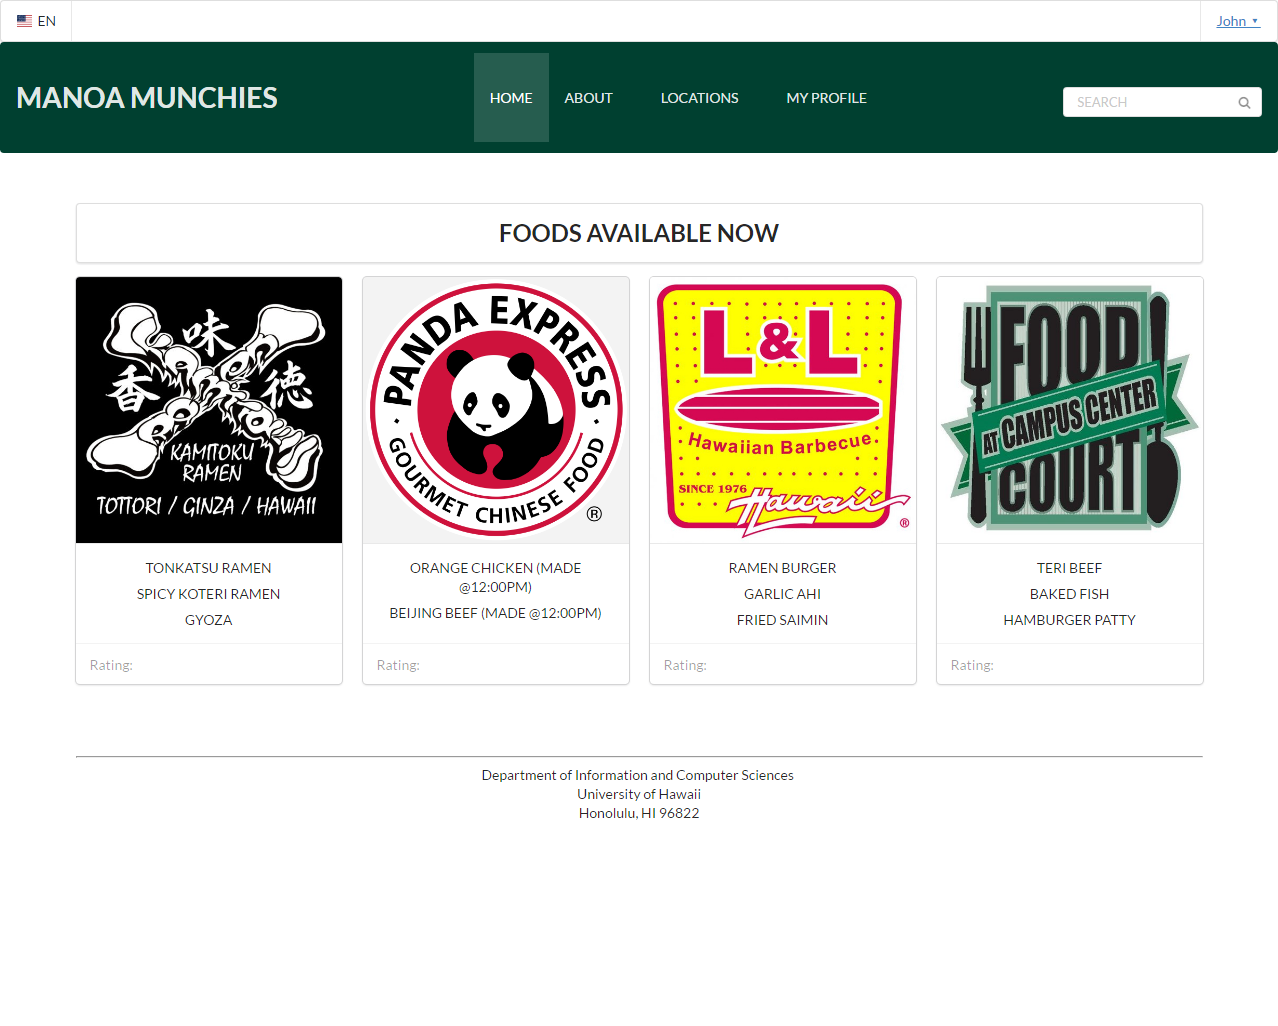 EN
John ▾
MANOA MUNCHIES
HOME
ABOUT
LOCATIONS
MY PROFILE
SEARCH
FOODS AVAILABLE NOW
味
香
徳
KAMITOKU
RAMEN
TOTTORI / GINZA / HAWAII
TONKATSU RAMEN
SPICY KOTERI RAMEN
GYOZA
Rating:
PANDA EXPRESS
GOURMET CHINESE FOOD
®
ORANGE CHICKEN (MADE
@12:00PM)
BEIJING BEEF (MADE @12:00PM)
Rating:
L&L
Hawaiian Barbecue
SINCE 1976
Hawaii
®
RAMEN BURGER
GARLIC AHI
FRIED SAIMIN
Rating:
FOOD
AT CAMPUS CENTER
COURT
TERI BEEF
BAKED FISH
HAMBURGER PATTY
Rating:
Department of Information and Computer Sciences
University of Hawaii
Honolulu, HI 96822